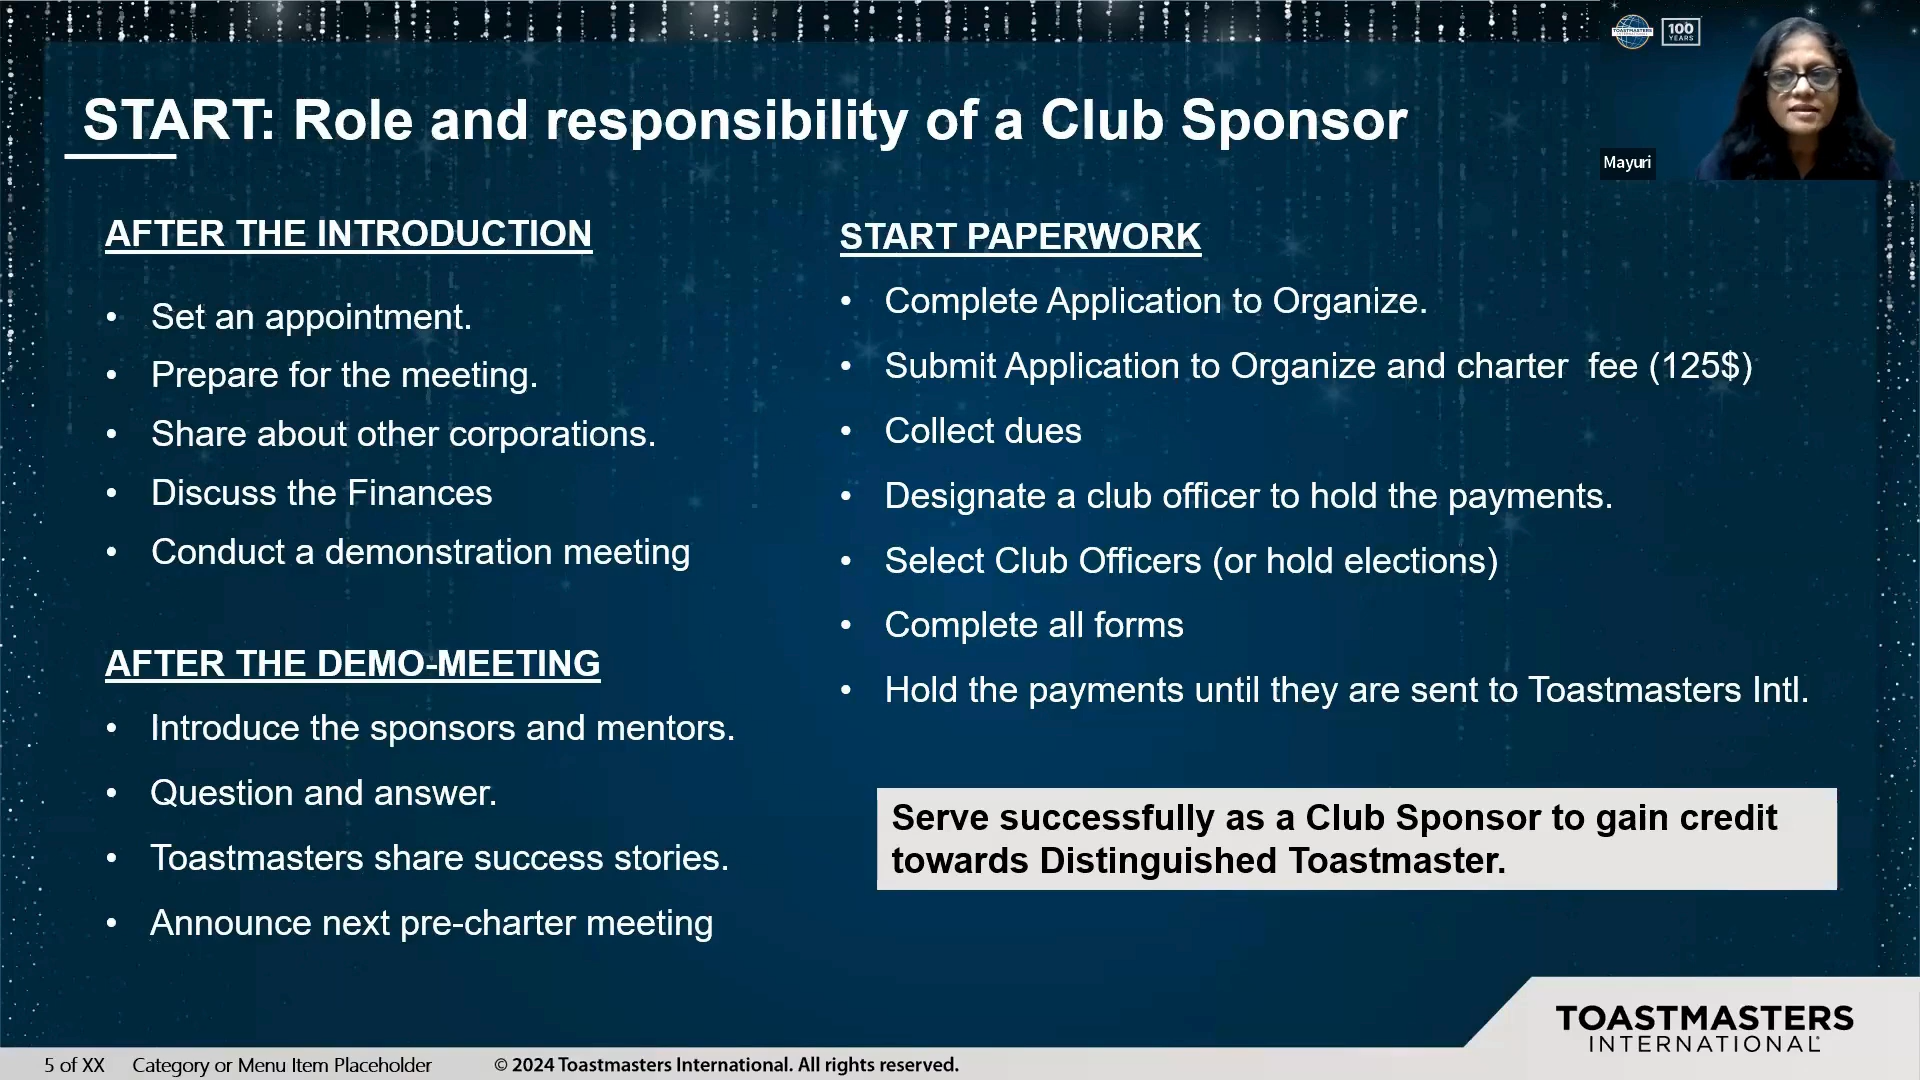 TOASTMASTERS
100
YEARS
Mayuri
START: Role and responsibility of a Club Sponsor
AFTER THE INTRODUCTION
• Set an appointment.
• Prepare for the meeting.
• Share about other corporations.
• Discuss the Finances
• Conduct a demonstration meeting
AFTER THE DEMO-MEETING
• Introduce the sponsors and mentors.
• Question and answer.
• Toastmasters share success stories.
• Announce next pre-charter meeting
START PAPERWORK
• Complete Application to Organize.
• Submit Application to Organize and charter fee (125$)
• Collect dues
• Designate a club officer to hold the payments.
• Select Club Officers (or hold elections)
• Complete all forms
• Hold the payments until they are sent to Toastmasters Intl.
Serve successfully as a Club Sponsor to gain credit
towards Distinguished Toastmaster.
TOASTMASTERS
INTERNATIONAL
5 of XX Category or Menu Item Placeholder © 2024 Toastmasters International. All rights reserved.